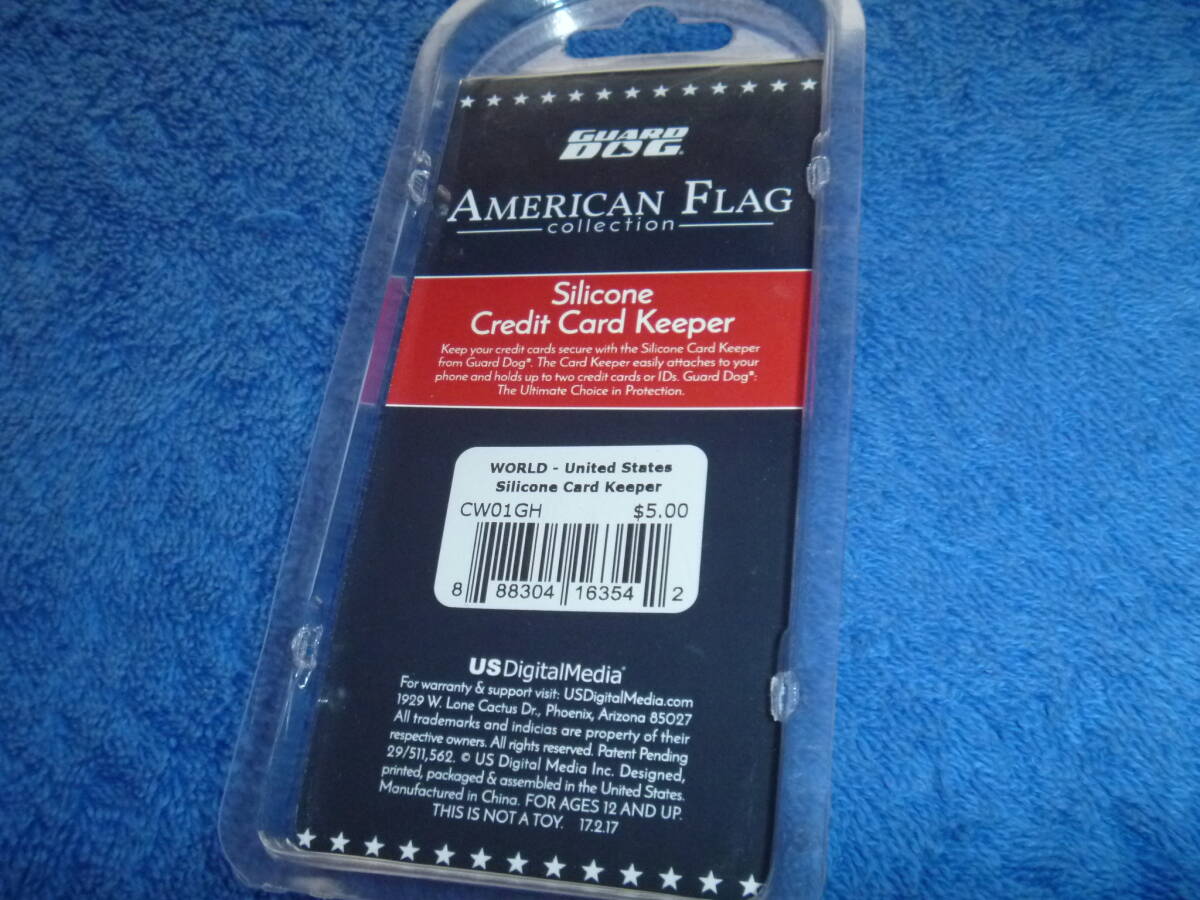 GUARD
DOG®
AMERICAN FLAG
collection
Silicone
Credit Card Keeper
Keep your credit cards secure with the Silicone Card Keeper
from Guard Dog®. The Card Keeper easily attaches to your
phone and holds up to two credit cards or IDs. Guard Dog®:
The Ultimate Choice in Protection.
WORLD - United States
Silicone Card Keeper
CW01GH $5.00
8 88304 16354 2
US DigitalMedia®
For warranty & support visit: USDigitalMedia.com
1929 W. Lone Cactus Dr., Phoenix, Arizona 85027
All trademarks and indicias are property of their
respective owners. All rights reserved. Patent Pending
29/511,562. © US Digital Media Inc. Designed,
printed, packaged & assembled in the United States.
Manufactured in China. FOR AGES 12 AND UP.
THIS IS NOT A TOY. 17.2.17